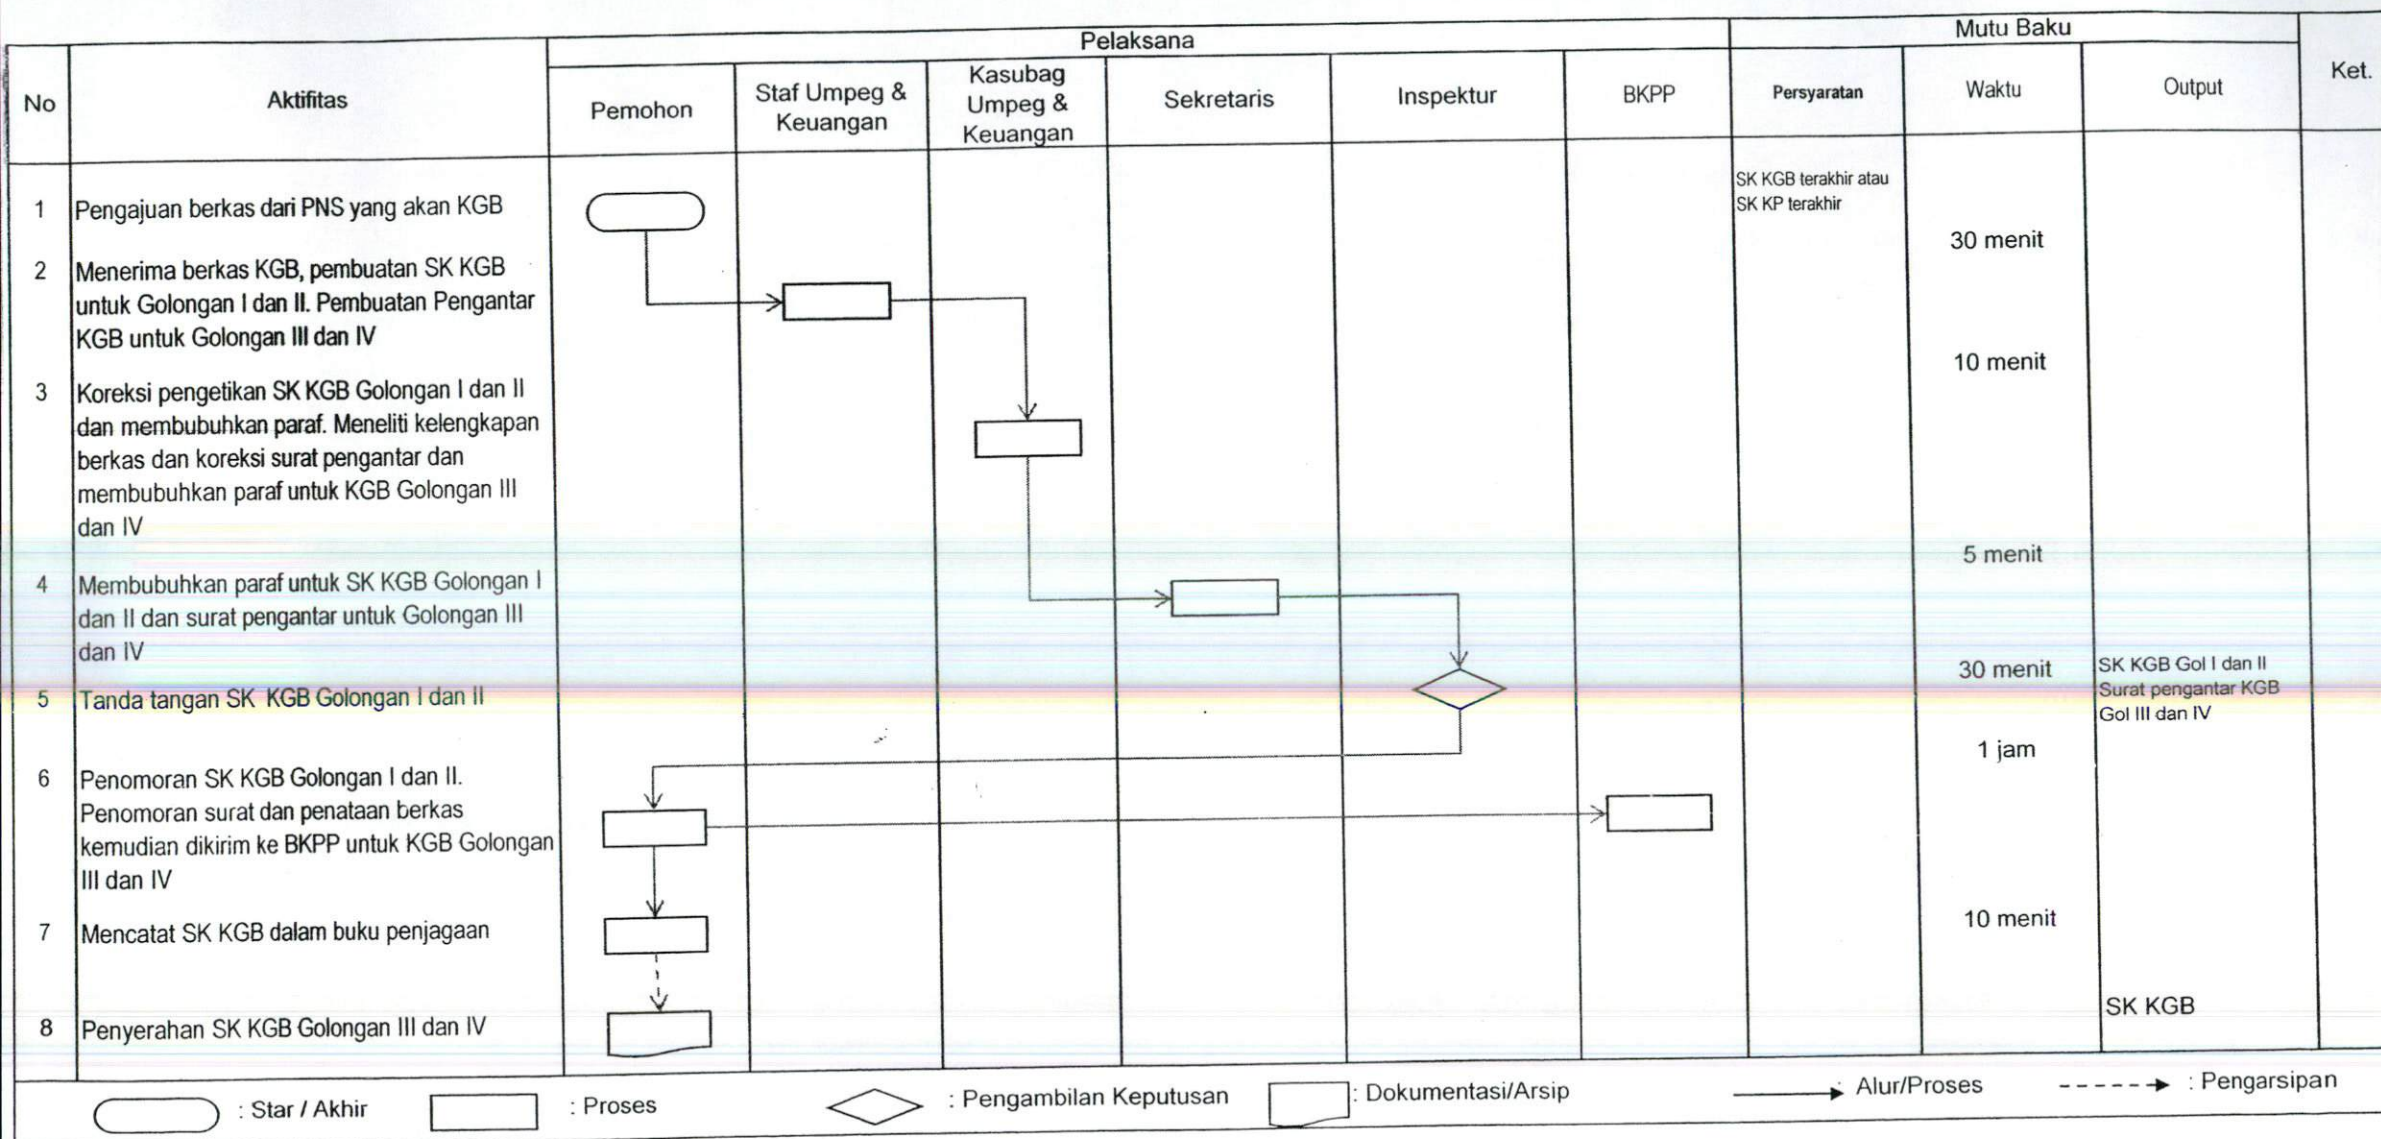 Pelaksana
Mutu Baku
No
Aktifitas
Pemohon
Staf Umpeg &
Keuangan
Kasubag
Umpeg &
Keuangan
Sekretaris
Inspektur
BKPP
Persyaratan
Waktu
Output
Ket.
1
Pengajuan berkas dari PNS yang akan KGB
SK KGB terakhir atau
SK KP terakhir
30 menit
2
Menerima berkas KGB, pembuatan SK KGB
untuk Golongan I dan II. Pembuatan Pengantar
KGB untuk Golongan III dan IV
10 menit
3
Koreksi pengetikan SK KGB Golongan I dan II
dan membubuhkan paraf. Meneliti kelengkapan
berkas dan koreksi surat pengantar dan
membubuhkan paraf untuk KGB Golongan III
dan IV
5 menit
4
Membubuhkan paraf untuk SK KGB Golongan I
dan II dan surat pengantar untuk Golongan III
dan IV
30 menit
SK KGB Gol I dan II
Surat pengantar KGB
Gol III dan IV
5
Tanda tangan SK KGB Golongan I dan II
1 jam
6
Penomoran SK KGB Golongan I dan II.
Penomoran surat dan penataan berkas
kemudian dikirim ke BKPP untuk KGB Golongan
III dan IV
7
Mencatat SK KGB dalam buku penjagaan
10 menit
8
Penyerahan SK KGB Golongan III dan IV
SK KGB
: Star / Akhir
: Proses
: Pengambilan Keputusan
: Dokumentasi/Arsip
: Alur/Proses
: Pengarsipan